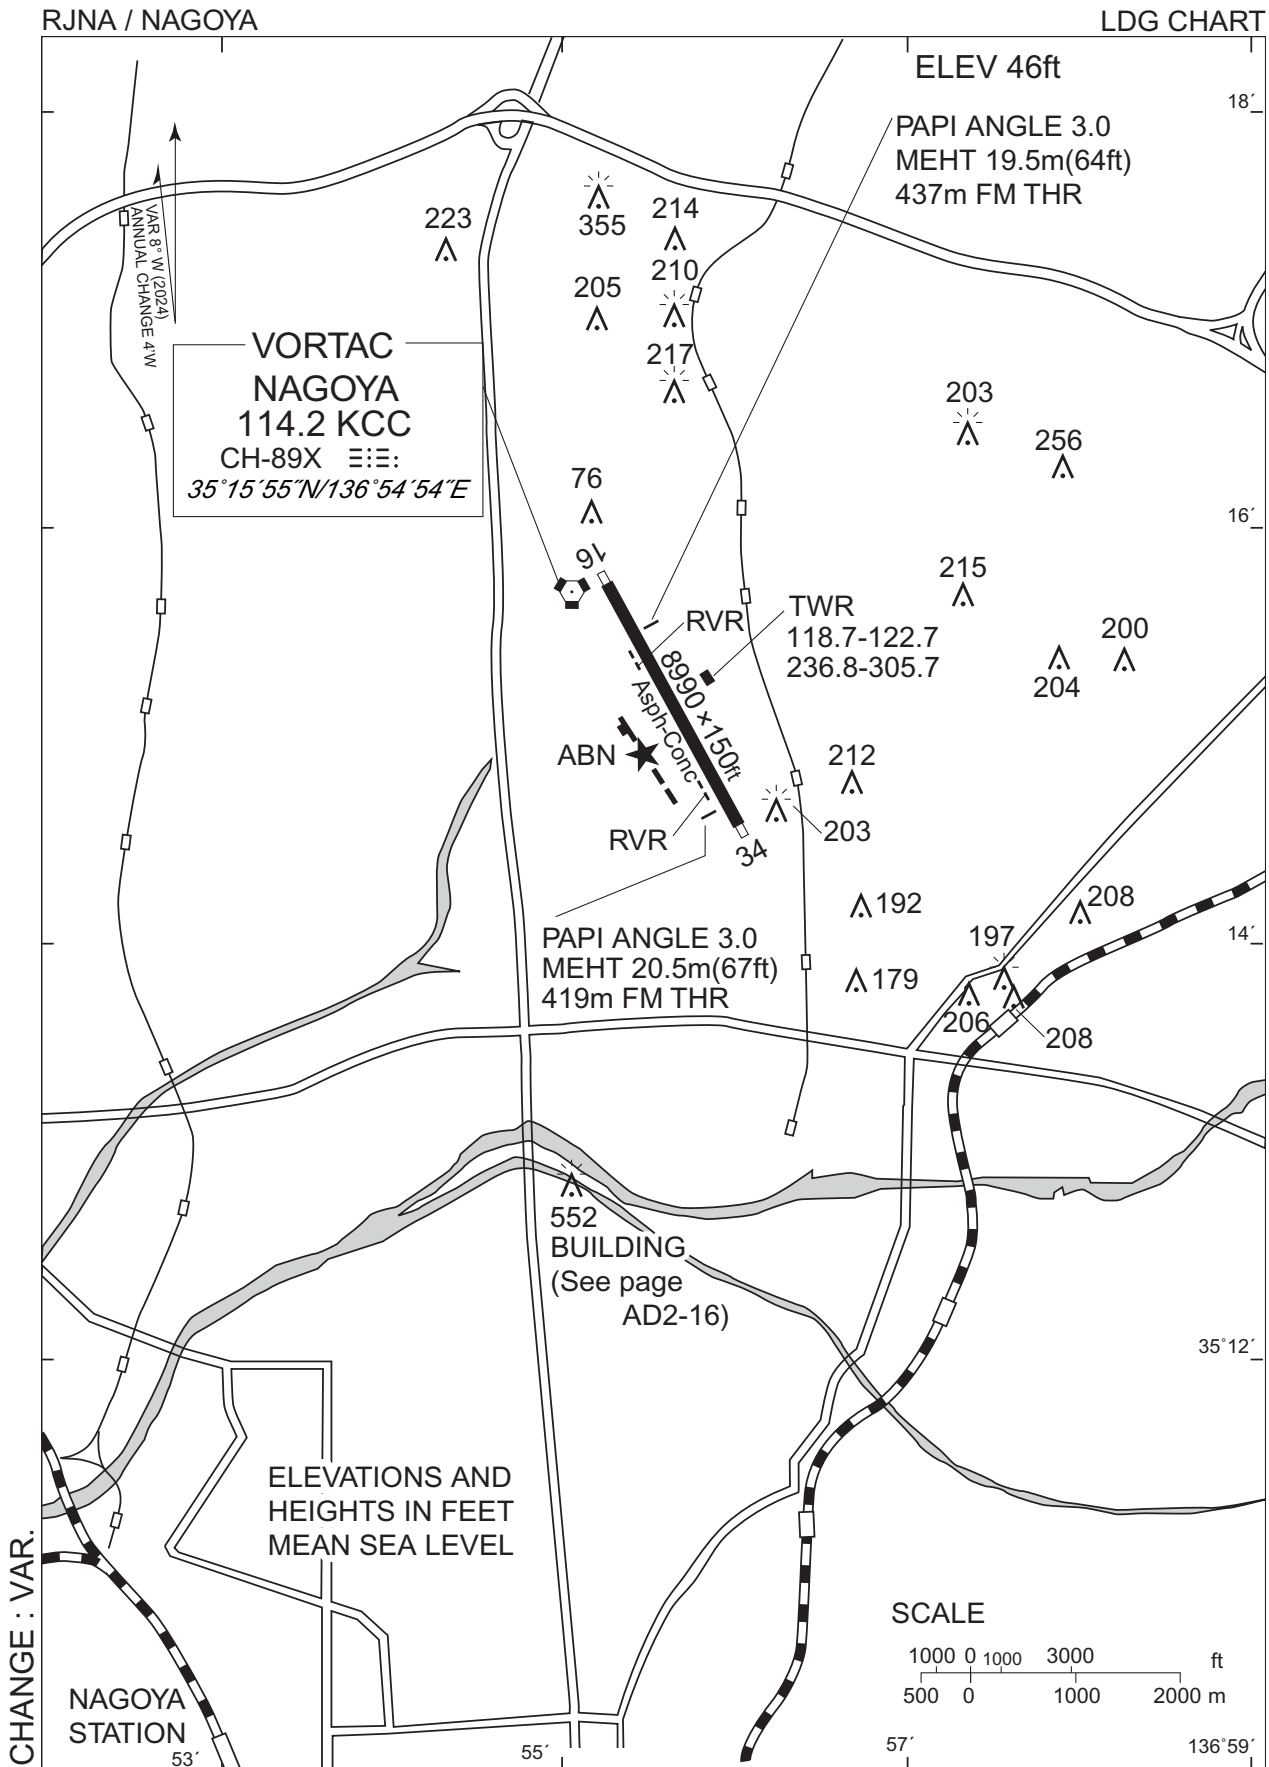 RJNA / NAGOYA
LDG CHART
ELEV 46ft
18´
PAPI ANGLE 3.0
MEHT 19.5m(64ft)
437m FM THR
VAR 8° W (2024)
ANNUAL CHANGE 4'W
223
355
214
210
205
217
VORTAC
NAGOYA
114.2 KCC
CH-89X
35°15´55˝N/136°54´54˝E
203
256
76
16´
16
215
RVR
TWR
118.7-122.7
236.8-305.7
200
204
8990×150ft
Asph-Conc
ABN
212
203
RVR
34
192
208
197
14´
PAPI ANGLE 3.0
MEHT 20.5m(67ft)
419m FM THR
179
206
208
552
BUILDING
(See page
AD2-16)
35°12´
ELEVATIONS AND
HEIGHTS IN FEET
MEAN SEA LEVEL
SCALE
1000 0 1000 3000 ft
500 0 1000 2000 m
NAGOYA
STATION
53´
55´
57´
136°59´
CHANGE : VAR.